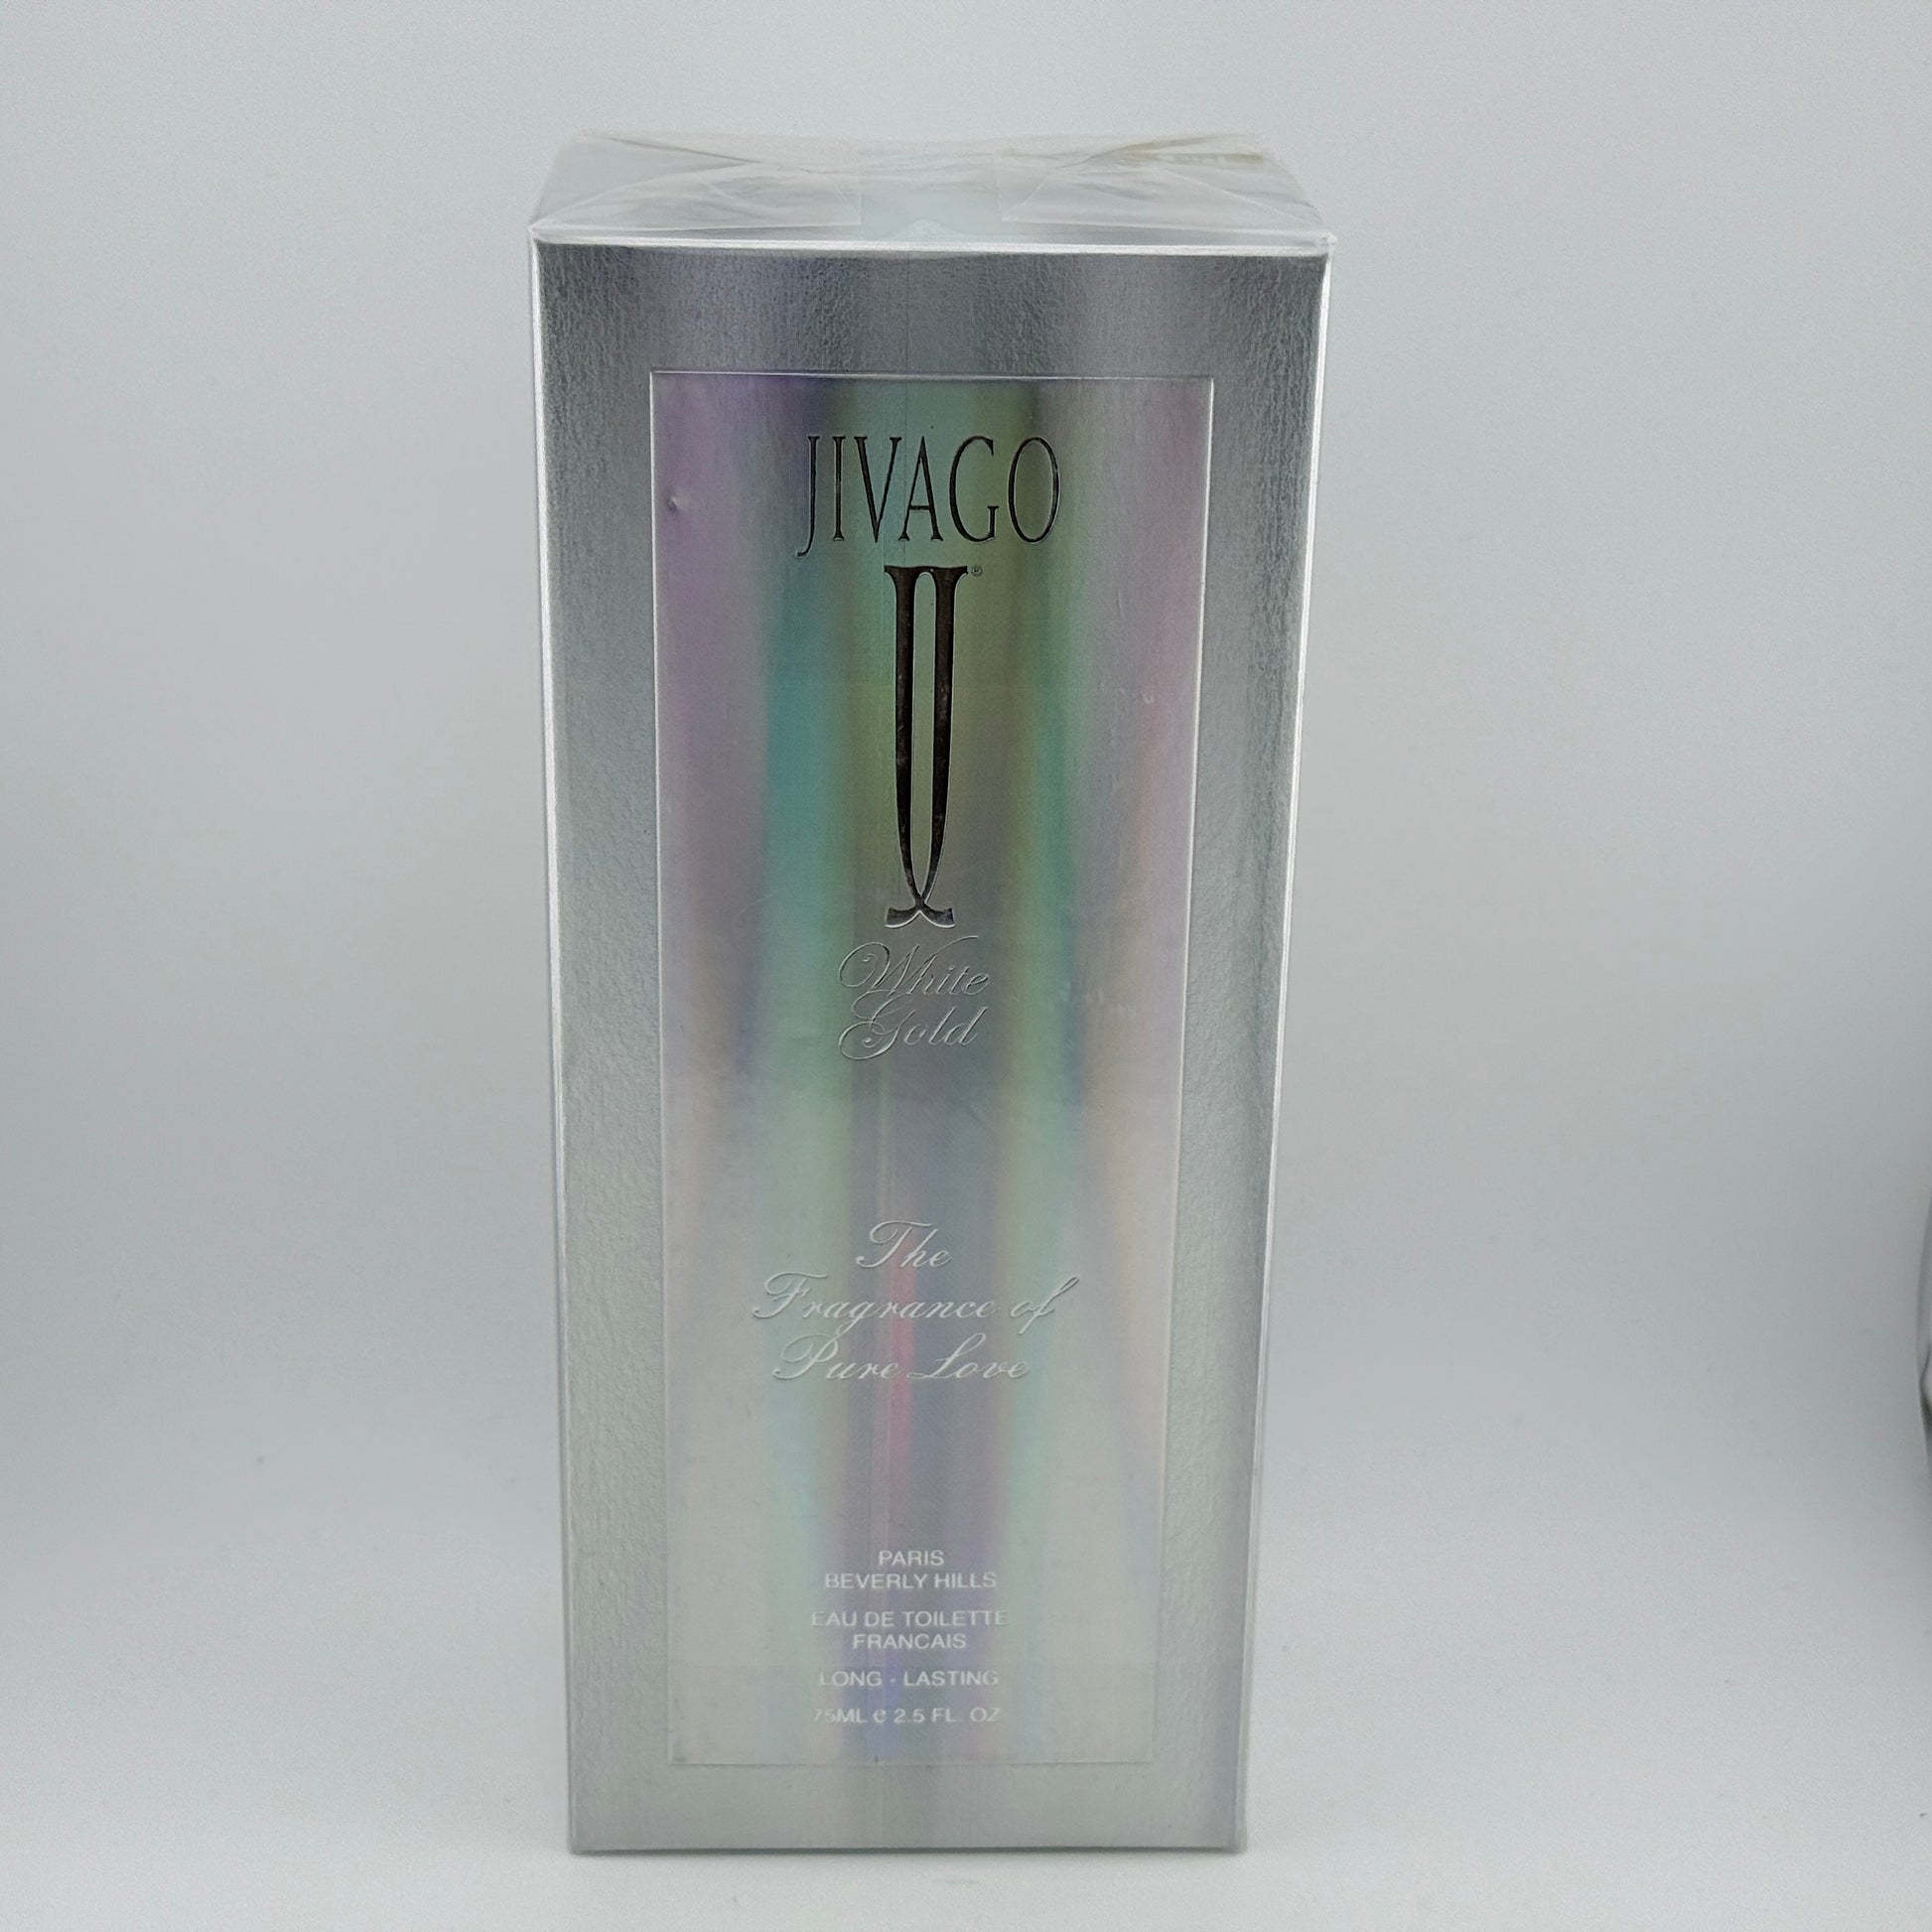 JIVAGO
®
White
Gold
The
Fragrance of
Pure Love
PARIS
BEVERLY HILLS
EAU DE TOILETTE
FRANCAIS
LONG - LASTING
75ML e 2.5 FL. OZ